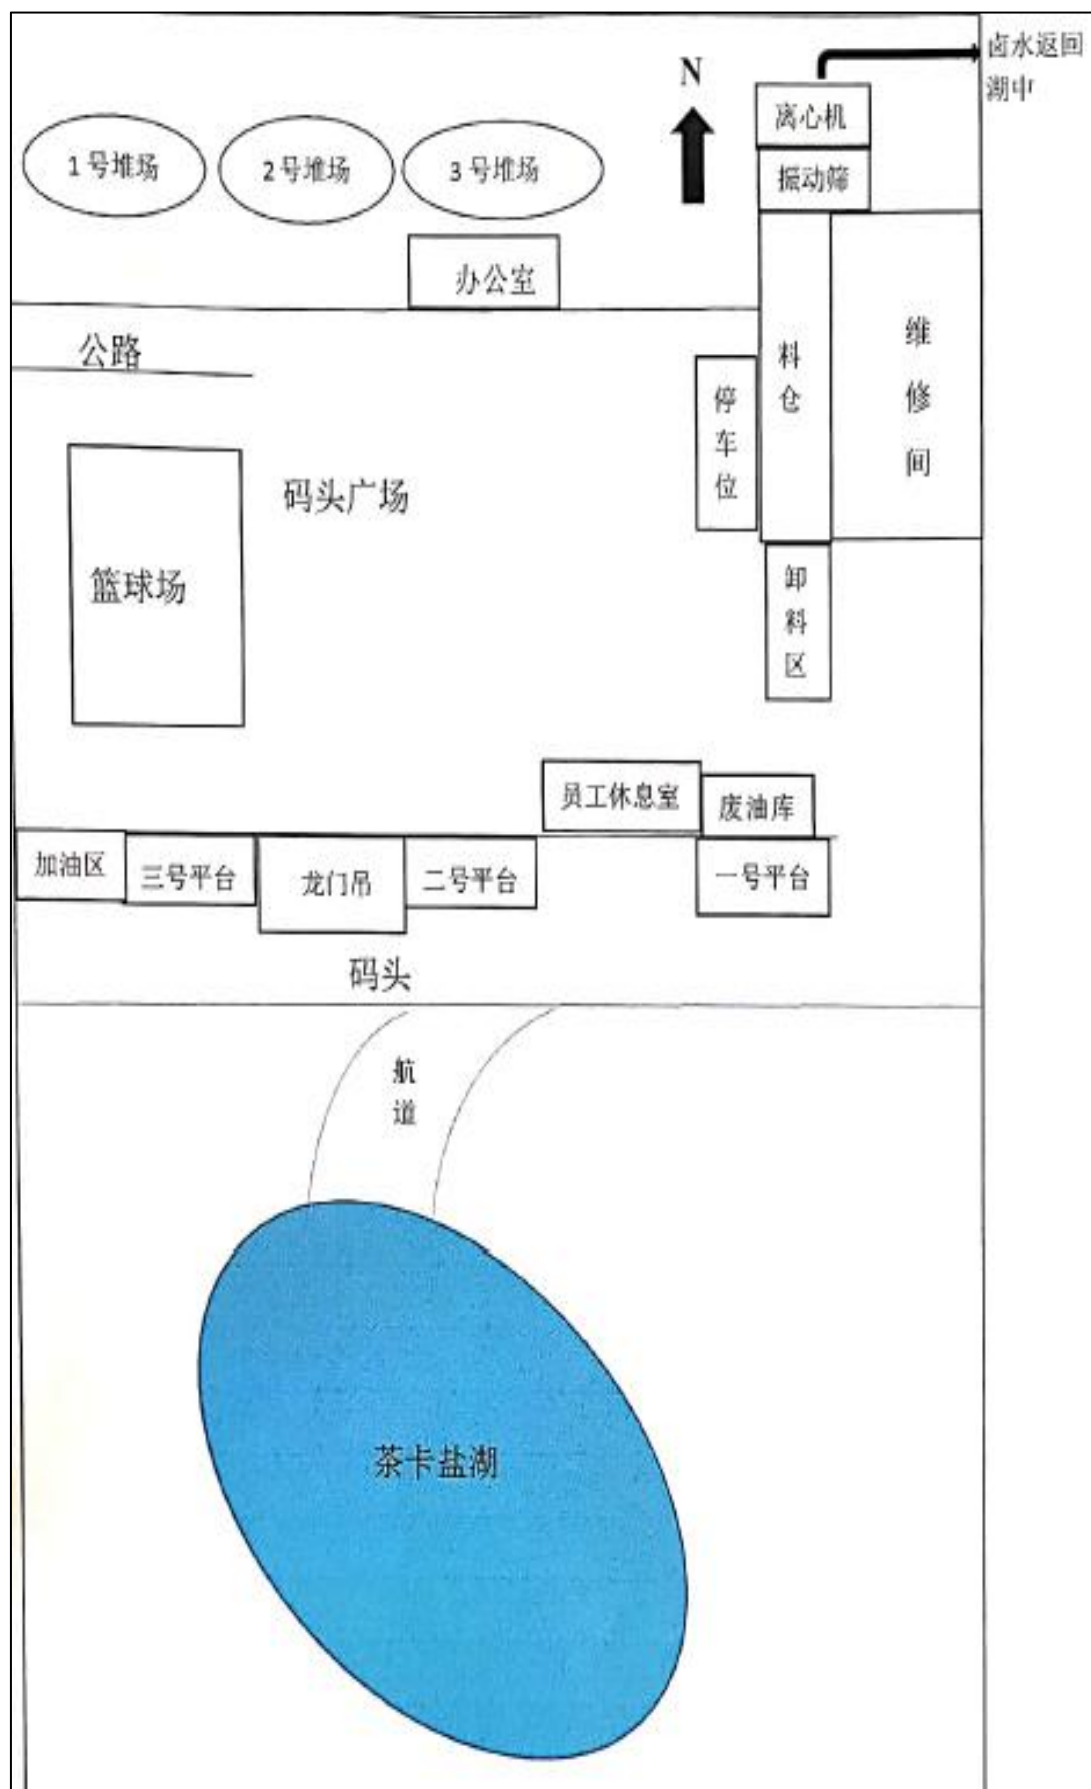 卤水返回
湖中
N
离心机
1号堆场
2号堆场
3号堆场
振动筛
办公室
公路
料仓
维修间
停车位
码头广场
篮球场
卸料区
员工休息室
废油库
加油区
三号平台
龙门吊
二号平台
一号平台
码头
航道
茶卡盐湖